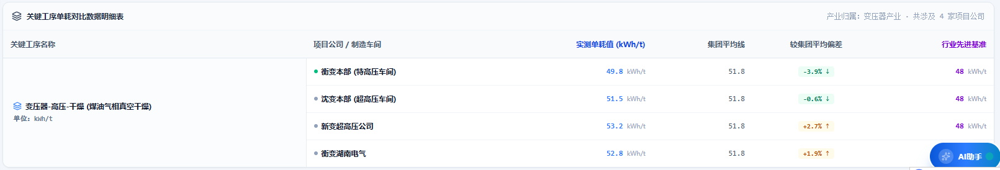 关键工序单耗对比数据明细表 产业归属: 变压器产业 · 共涉及 4 家项目公司
关键工序名称 项目公司 / 制造车间 实测单耗值 (kWh/t) 集团平均线 较集团平均偏差 行业先进基准
衡变本部 (特高压车间) 49.8 kWh/t 51.8 -3.9% ↓ 48 kWh/t
沈变本部 (超高压车间) 51.5 kWh/t 51.8 -0.6% ↓ 48 kWh/t
变压器-高压-干燥 (煤油气相真空干燥)
单位: kWh/t
新变超高压公司 53.2 kWh/t 51.8 +2.7% ↑ 48 kWh/t
衡变湖南电气 52.8 kWh/t 51.8 +1.9% ↑
AI助手